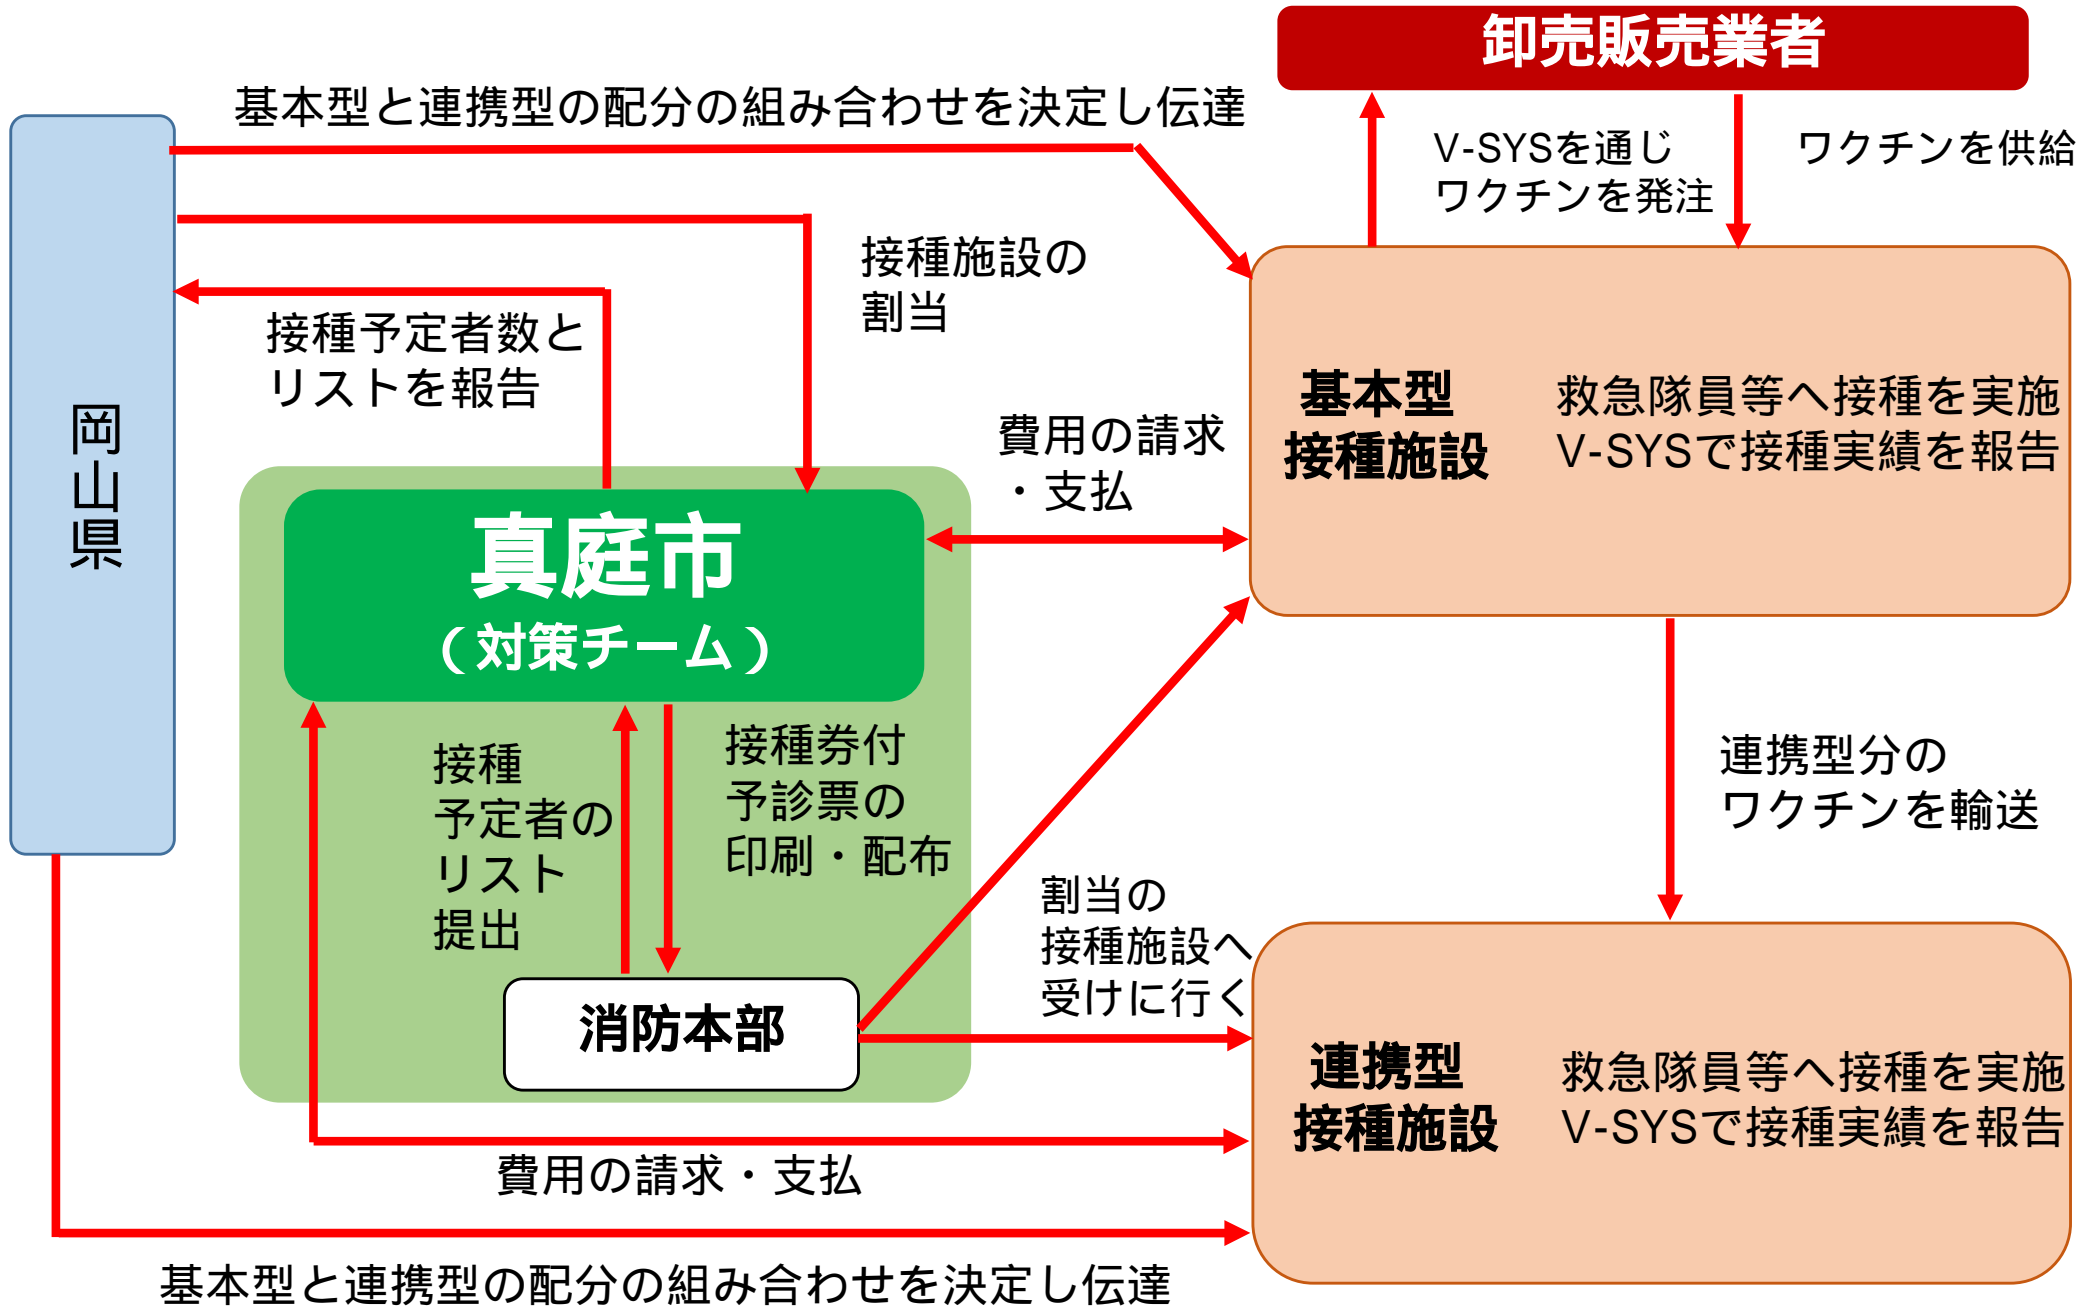 卸売販売業者
基本型と連携型の配分の組み合わせを決定し伝達
V-SYSを通じ
ワクチンを発注
ワクチンを供給
接種施設の
割当
接種予定者数と
リストを報告
岡山県
基本型
接種施設
救急隊員等へ接種を実施
V-SYSで接種実績を報告
費用の請求
・支払
真庭市
（対策チーム）
接種
予定者の
リスト
提出
接種券付
予診票の
印刷・配布
連携型分の
ワクチンを輸送
割当の
接種施設へ
受けに行く
消防本部
連携型
接種施設
救急隊員等へ接種を実施
V-SYSで接種実績を報告
費用の請求・支払
基本型と連携型の配分の組み合わせを決定し伝達